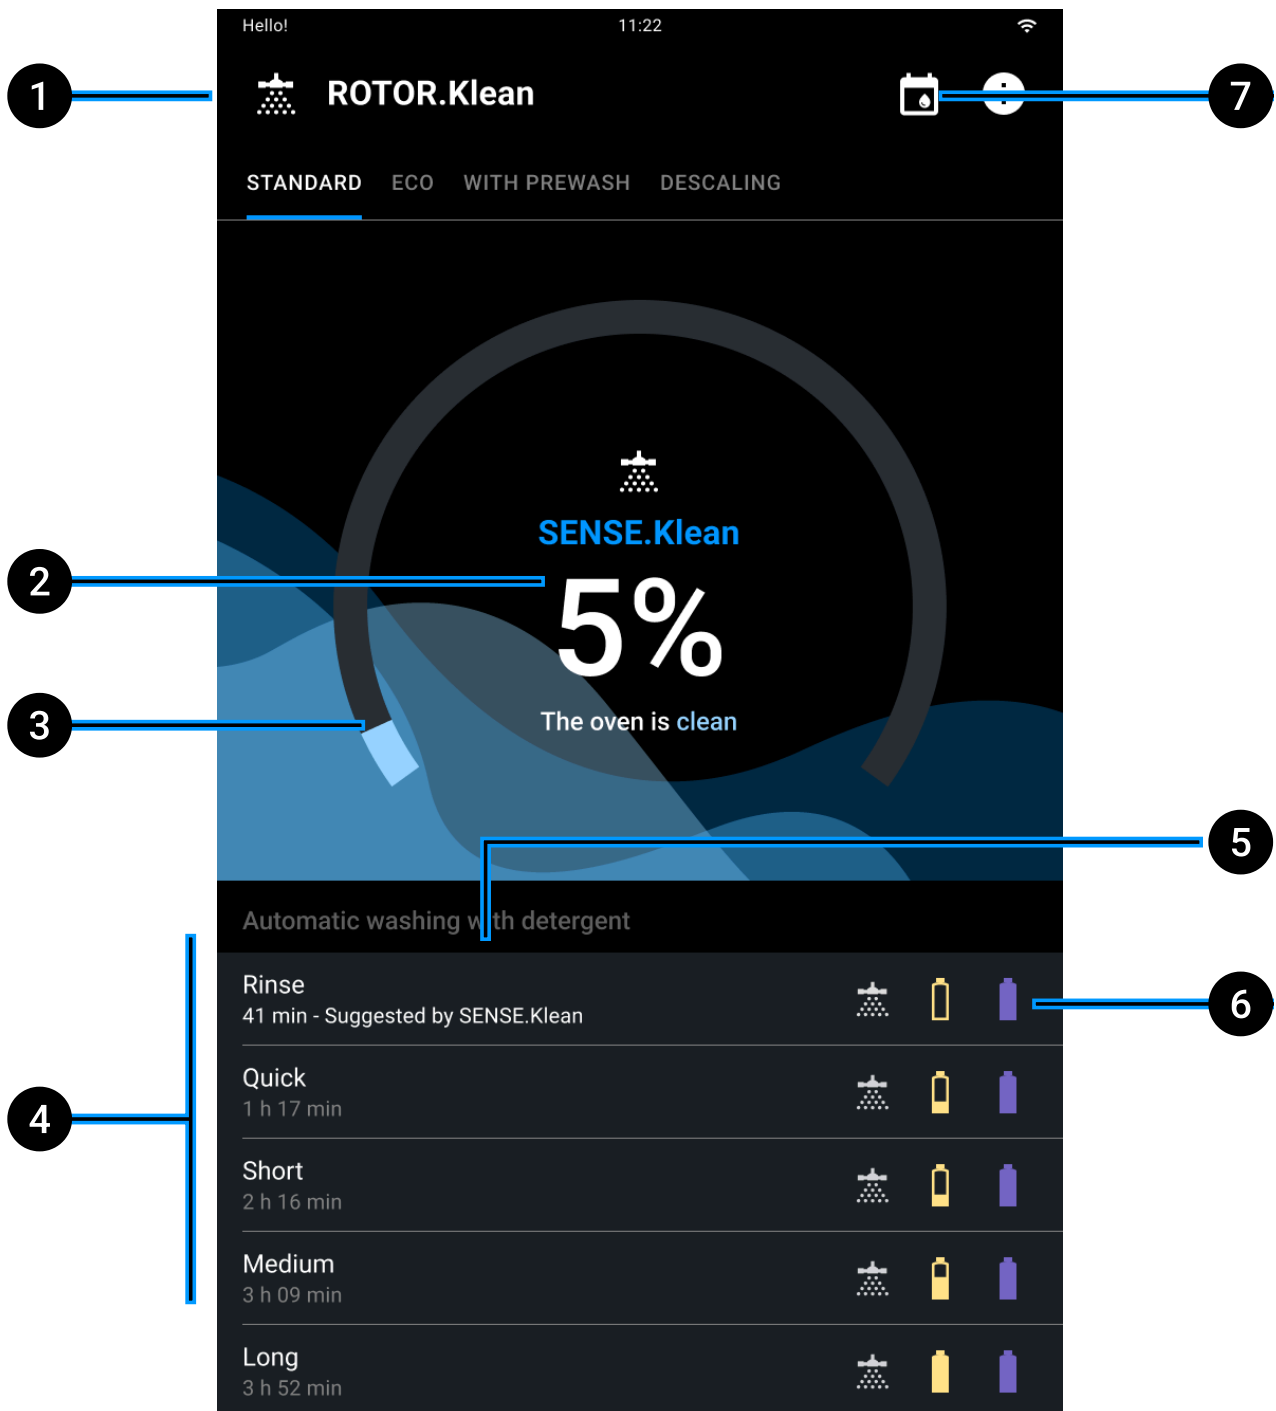 Hello! 11:22
1 ROTOR.Klean 7
STANDARD ECO WITH PREWASH DESCALING
SENSE.Klean
2
5%
3 The oven is clean
5
Automatic washing with detergent
Rinse
41 min - Suggested by SENSE.Klean 6
Quick
1 h 17 min
4
Short
2 h 16 min
Medium
3 h 09 min
Long
3 h 52 min